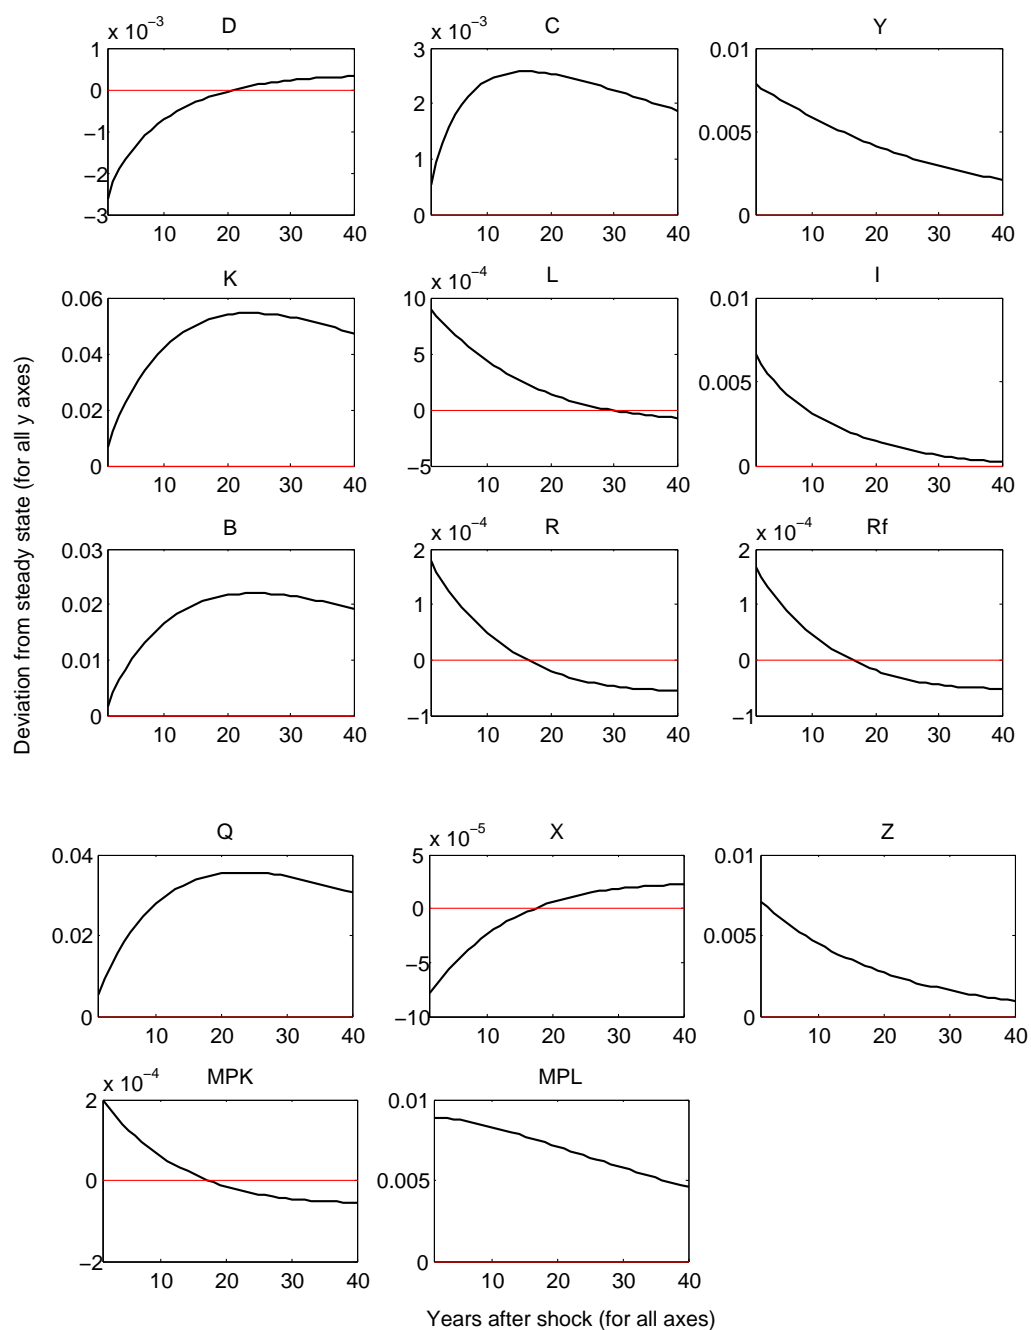 D
C
Y
x 10−3
x 10−3
1
0
−1
−2
−3
3
2
1
0
0.01
0.005
0
10 20 30 40
10 20 30 40
10 20 30 40
K
L
I
x 10−4
0.06
0.04
0.02
0
10
5
0
−5
0.01
0.005
0
10 20 30 40
10 20 30 40
10 20 30 40
B
R
Rf
x 10−4
x 10−4
0.03
0.02
0.01
0
2
1
0
−1
2
1
0
−1
10 20 30 40
10 20 30 40
10 20 30 40
Deviation from steady state (for all y axes)
Q
X
Z
x 10−5
0.04
0.02
0
5
0
−5
−10
0.01
0.005
0
10 20 30 40
10 20 30 40
10 20 30 40
MPK
MPL
x 10−4
2
0
−2
0.01
0.005
0
10 20 30 40
10 20 30 40
Years after shock (for all axes)